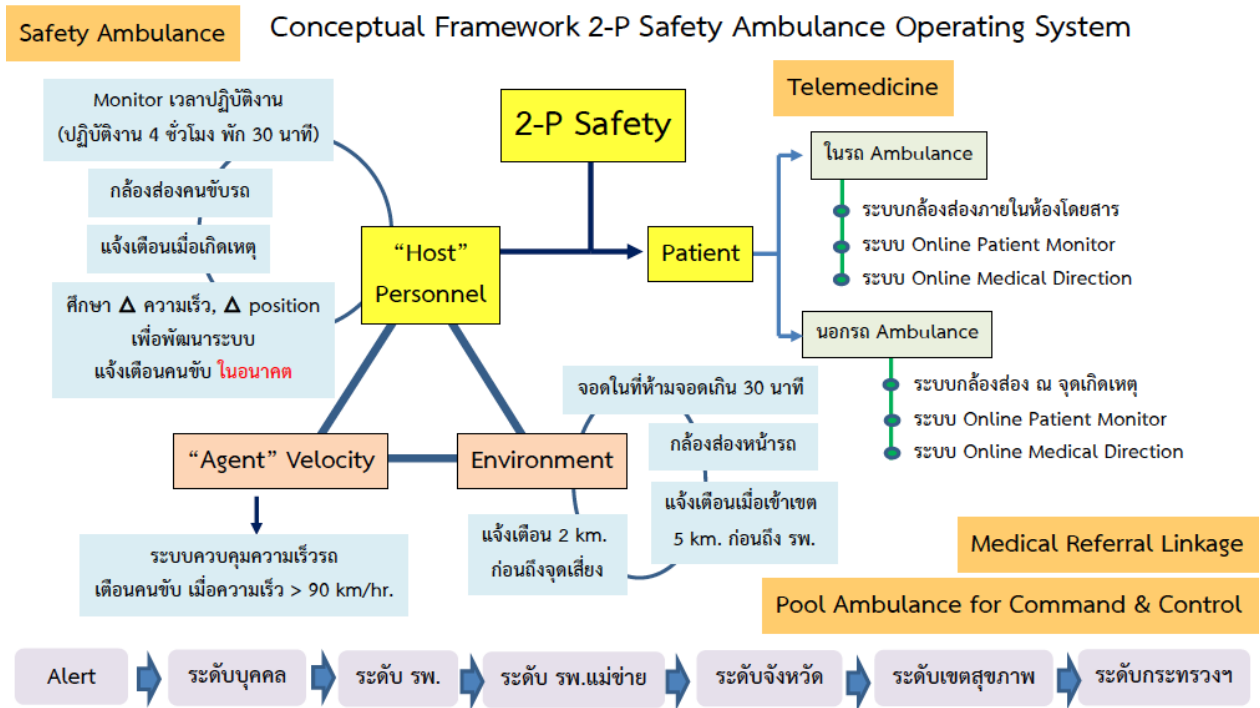 Safety Ambulance
Conceptual Framework 2-P Safety Ambulance Operating System
Monitor เวลาปฏิบัติงาน
(ปฏิบัติงาน 4 ชั่วโมง พัก 30 นาที)
กล้องส่องคนขับรถ
แจ้งเตือนเมื่อเกิดเหตุ
ศึกษา Δ ความเร็ว, Δ position
เพื่อพัฒนาระบบ
แจ้งเตือนคนขับ ในอนาคต
2-P Safety
"Host"
Personnel
Patient
Telemedicine
ในรถ Ambulance
ระบบกล้องส่องภายในห้องโดยสาร
ระบบ Online Patient Monitor
ระบบ Online Medical Direction
นอกรถ Ambulance
ระบบกล้องส่อง ณ จุดเกิดเหตุ
ระบบ Online Patient Monitor
ระบบ Online Medical Direction
"Agent" Velocity
Environment
ระบบควบคุมความเร็วรถ
เตือนคนขับ เมื่อความเร็ว > 90 km/hr.
จอดในที่ห้ามจอดเกิน 30 นาที
กล้องส่องหน้ารถ
แจ้งเตือนเมื่อเข้าเขต
5 km. ก่อนถึง รพ.
แจ้งเตือน 2 km.
ก่อนถึงจุดเสี่ยง
Medical Referral Linkage
Pool Ambulance for Command & Control
Alert
ระดับบุคคล
ระดับ รพ.
ระดับ รพ.แม่ข่าย
ระดับจังหวัด
ระดับเขตสุขภาพ
ระดับกระทรวงฯ